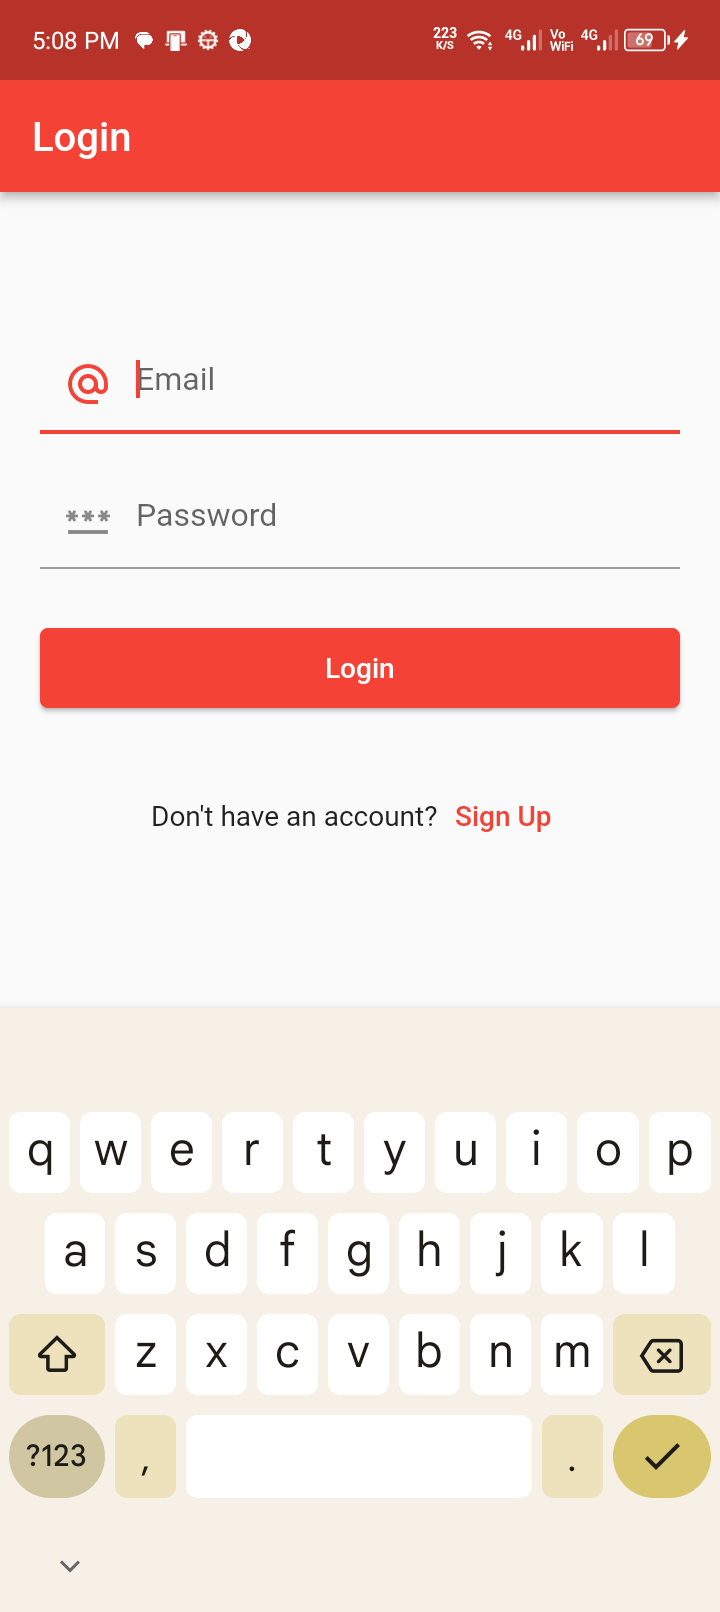 5:08 PM 223 K/S 4G Vo WiFi 4G 69
Login
Email
*** Password
Login
Don't have an account? Sign Up
q w e r t y u i o p
a s d f g h j k l
z x c v b n m
?123 , .